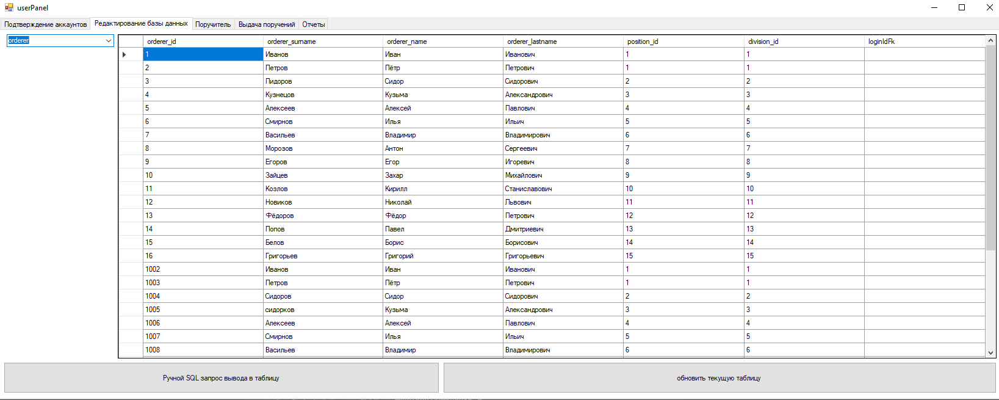 userPanel
Подтверждение аккаунтов Редактирование базы данных Поручитель Выдача поручений Отчеты
orderer
orderer_id orderer_surname orderer_name orderer_lastname position_id division_id loginIdFk
1 Иванов Иван Иванович 1 1
2 Петров Пётр Петрович 1 1
3 Пидоров Сидор Сидорович 2 2
4 Кузнецов Кузьма Александрович 3 3
5 Алексеев Алексей Павлович 4 4
6 Смирнов Илья Ильич 5 5
7 Васильев Владимир Владимирович 6 6
8 Морозов Антон Сергеевич 7 7
9 Егоров Егор Игоревич 8 8
10 Зайцев Захар Михайлович 9 9
11 Козлов Кирилл Станиславович 10 10
12 Новиков Николай Львович 11 11
13 Фёдоров Фёдор Петрович 12 12
14 Попов Павел Дмитриевич 13 13
15 Белов Борис Борисович 14 14
16 Григорьев Григорий Григорьевич 15 15
1002 Иванов Иван Иванович 1 1
1003 Петров Пётр Петрович 1 1
1004 Сидоров Сидор Сидорович 2 2
1005 сидорков Кузьма Александрович 3 3
1006 Алексеев Алексей Павлович 4 4
1007 Смирнов Илья Ильич 5 5
1008 Васильев Владимир Владимирович 6 6
Ручной SQL запрос вывода в таблицу обновить текущую таблицу